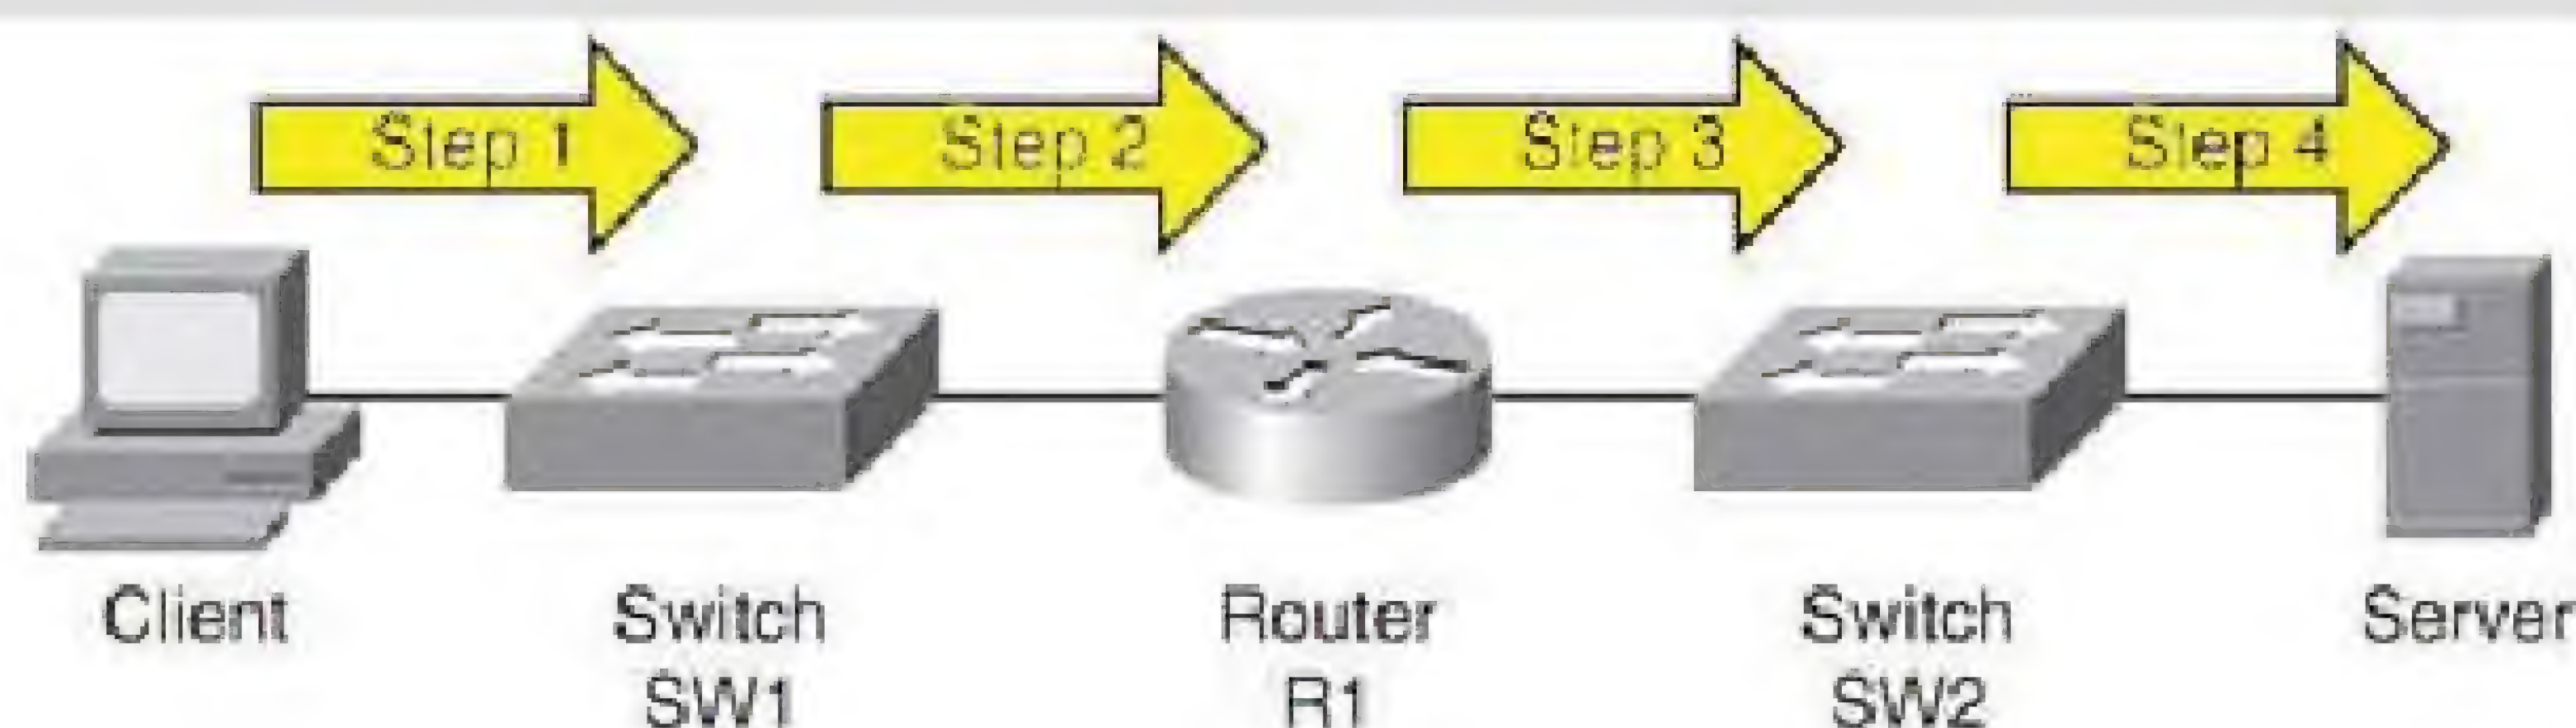 Step 1
Step 2
Step 3
Step 4
Client
Switch
SW1
Router
R1
Switch
SW2
Server